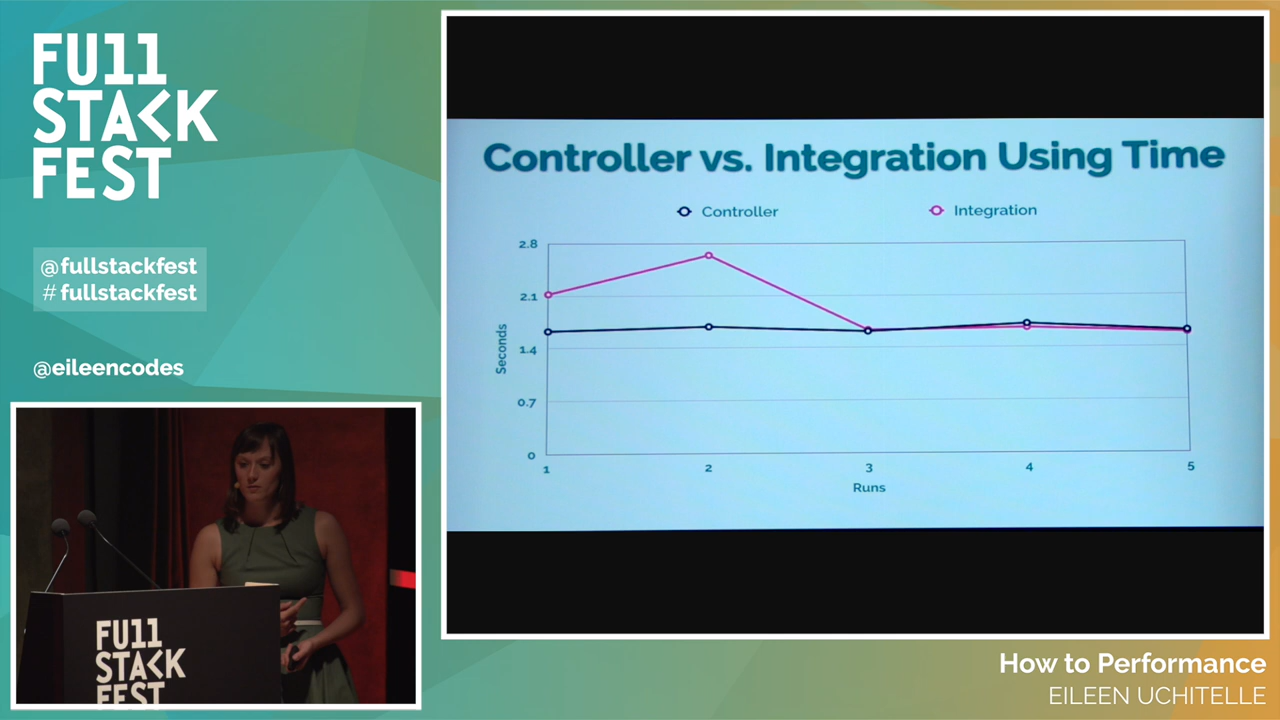 FU11
STACK
FEST
@fullstackfest
# fullstackfest
@eileencodes
FU11
STACK
FEST
Controller vs. Integration Using Time
Controller
Integration
2.8
2.1
1.4
0.7
0
Seconds
1
2
3
4
5
Runs
How to Performance
EILEEN UCHITELLE